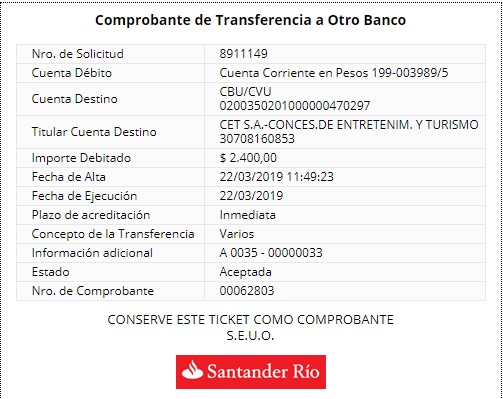 Comprobante de Transferencia a Otro Banco
Nro. de Solicitud 8911149
Cuenta Débito Cuenta Corriente en Pesos 199-003989/5
Cuenta Destino CBU/CVU
0200350201000000470297
Titular Cuenta Destino CET S.A.-CONCES.DE ENTRETENIM. Y TURISMO
30708160853
Importe Debitado $ 2.400,00
Fecha de Alta 22/03/2019 11:49:23
Fecha de Ejecución 22/03/2019
Plazo de acreditación Inmediata
Concepto de la Transferencia Varios
Información adicional A 0035 - 00000033
Estado Aceptada
Nro. de Comprobante 00062803
CONSERVE ESTE TICKET COMO COMPROBANTE
S.E.U.O.
Santander Río